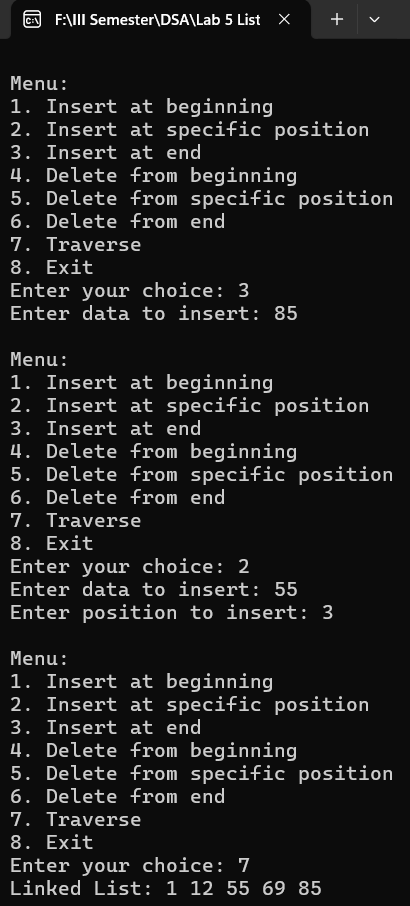 F:\III Semester\DSA\Lab 5 List
Menu:
1. Insert at beginning
2. Insert at specific position
3. Insert at end
4. Delete from beginning
5. Delete from specific position
6. Delete from end
7. Traverse
8. Exit
Enter your choice: 3
Enter data to insert: 85
Menu:
1. Insert at beginning
2. Insert at specific position
3. Insert at end
4. Delete from beginning
5. Delete from specific position
6. Delete from end
7. Traverse
8. Exit
Enter your choice: 2
Enter data to insert: 55
Enter position to insert: 3
Menu:
1. Insert at beginning
2. Insert at specific position
3. Insert at end
4. Delete from beginning
5. Delete from specific position
6. Delete from end
7. Traverse
8. Exit
Enter your choice: 7
Linked List: 1 12 55 69 85